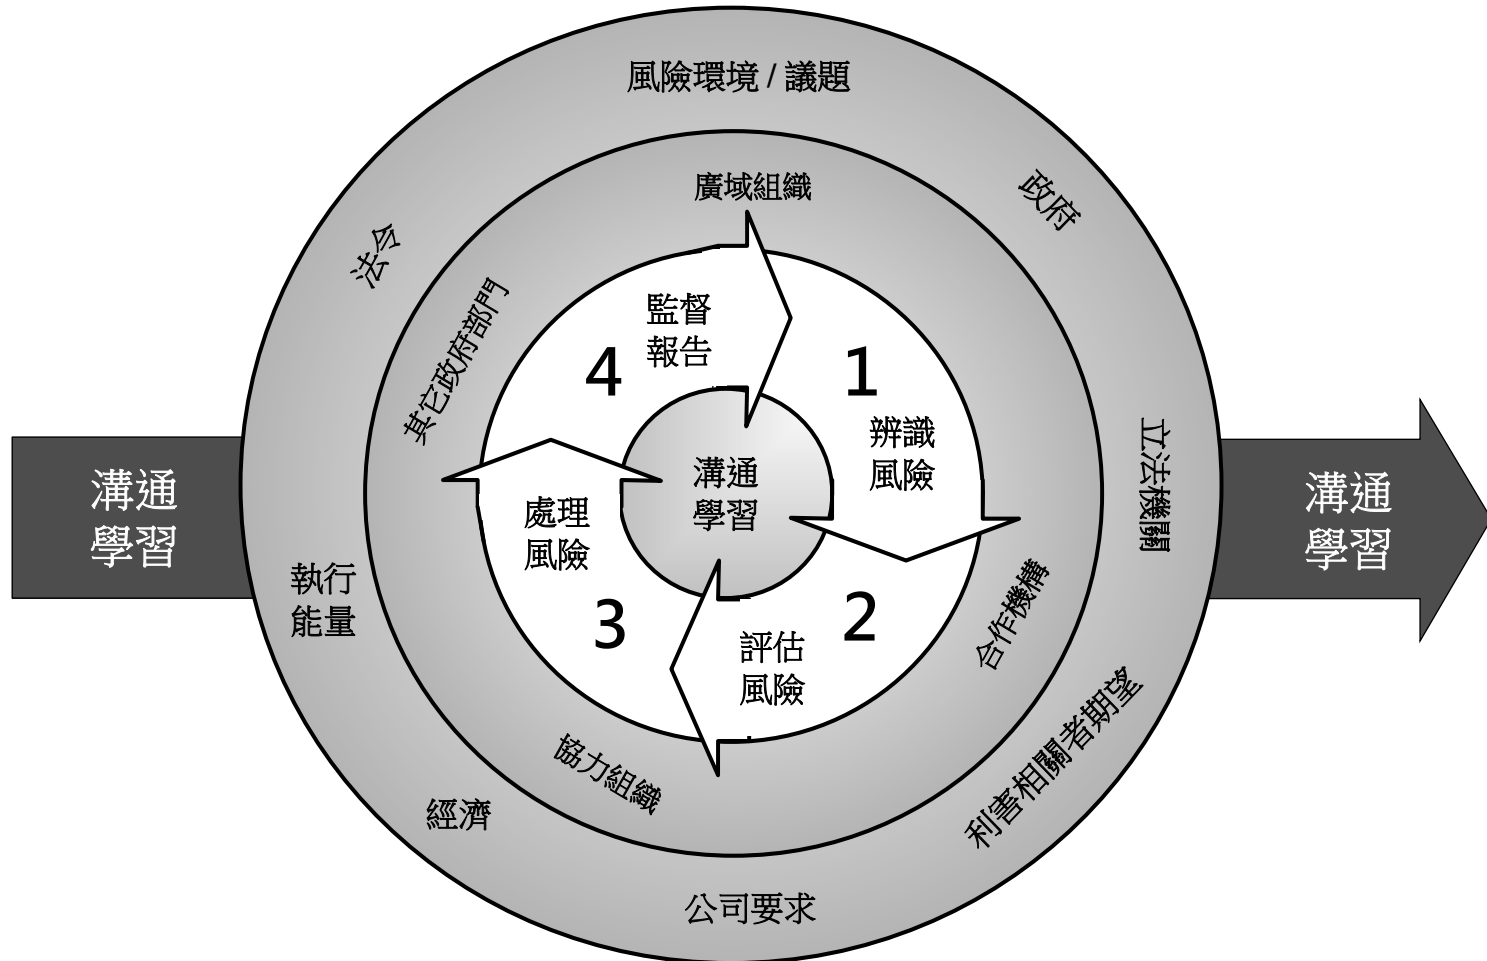 風險環境 / 議題
政府
法令
廣域組織
其它政府部門
監督
報告
4
1
辨識
風險
溝通
學習
溝通
學習
溝通
學習
立法機關
處理
風險
執行
能量
3
2
評估
風險
合作機構
協力組織
利害相關者期望
經濟
公司要求